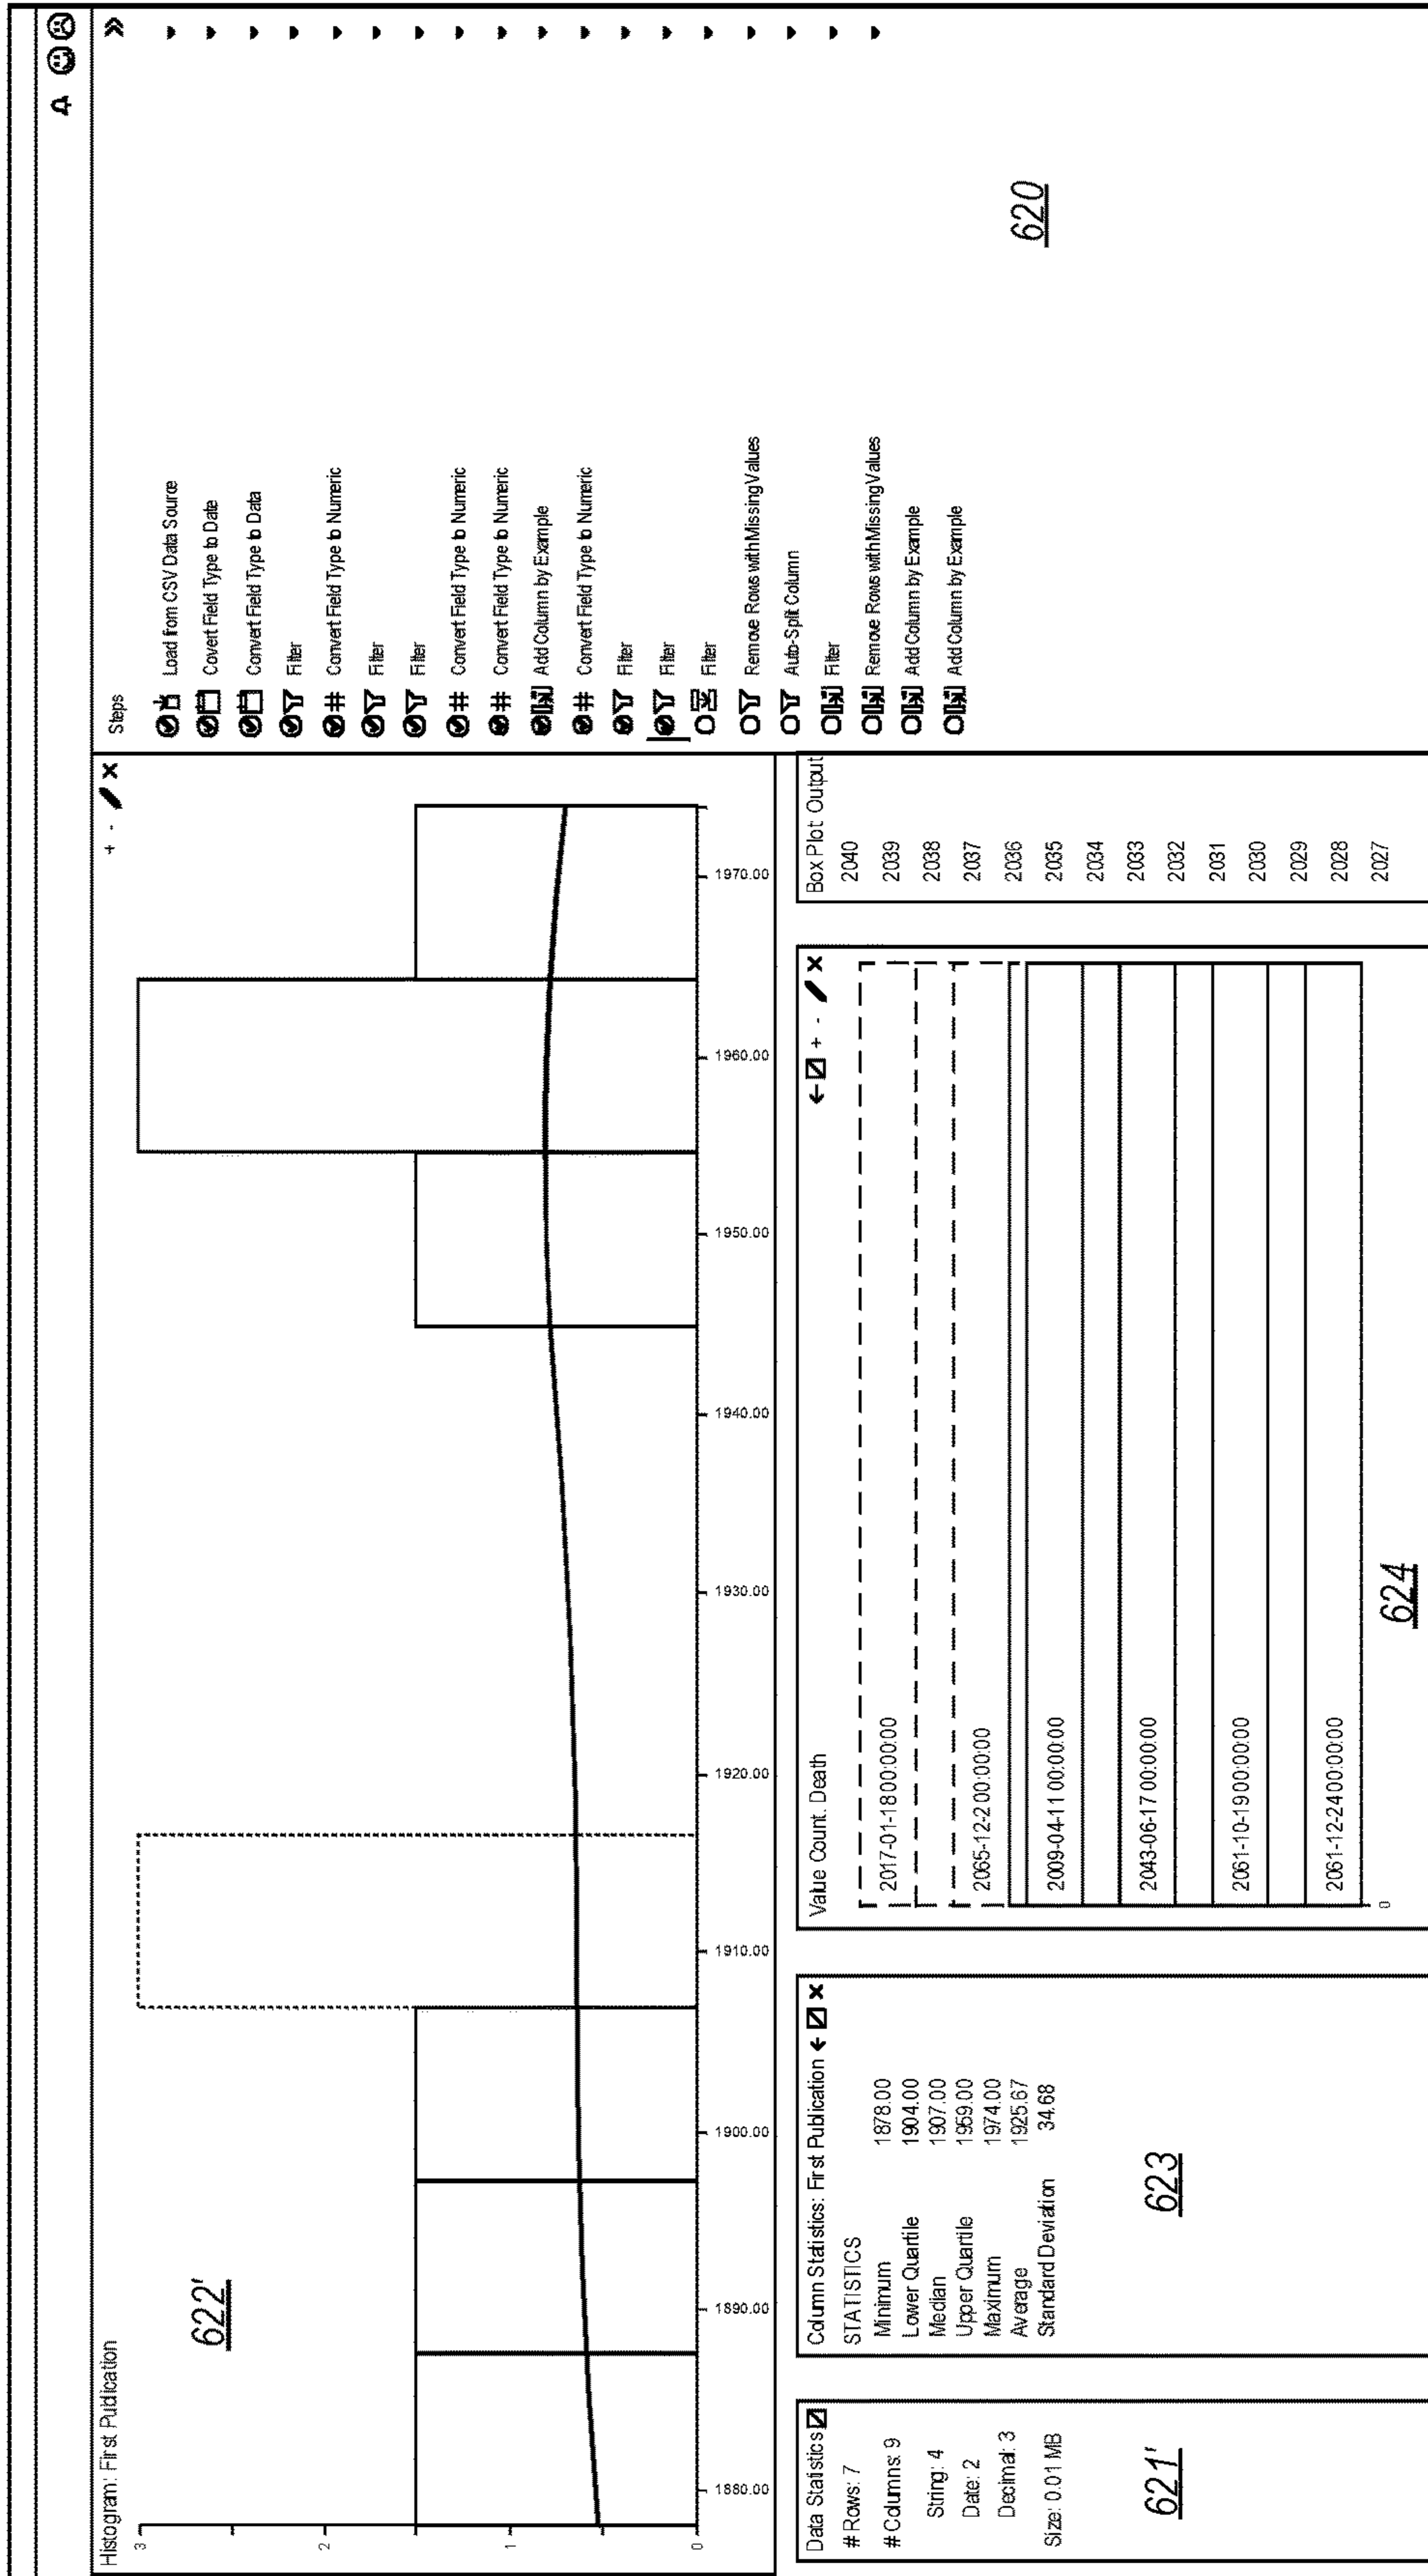 Histogram: First Publication
+ - x
3
2
1
0
1880.00
1890.00
1900.00
1910.00
1920.00
1930.00
1940.00
1950.00
1960.00
1970.00
622'
Steps
Load from CSV Data Source
Covert Field Type to Date
Convert Field Type to Data
Filter
Convert Field Type to Numeric
Filter
Filter
Convert Field Type to Numeric
Convert Field Type to Numeric
Add Column by Example
Convert Field Type to Numeric
Filter
Filter
Filter
Remove Rows with Missing Values
Auto-Split Column
Filter
Remove Rows with Missing Values
Add Column by Example
Add Column by Example
620
Data Statistics
# Rows: 7
# Columns: 9
String: 4
Date: 2
Decimal: 3
Size: 0.01 MB
621'
Column Statistics: First Publication x
STATISTICS
Minimum 1878.00
Lower Quartile 1904.00
Median 1907.00
Upper Quartile 1959.00
Maximum 1974.00
Average 1925.67
Standard Deviation 34.68
623
Value Count. Death + - x
2017-01-18 00:00:00
2065-12-2 00:00:00
2009-04-11 00:00:00
2043-06-17 00:00:00
2061-10-19 00:00:00
2061-12-24 00:00:00
0
624
Box Plot Output
2040
2039
2038
2037
2036
2035
2034
2033
2032
2031
2030
2029
2028
2027